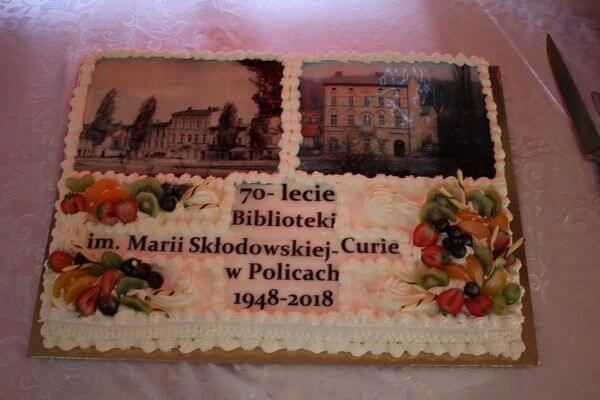 70- lecie
Biblioteki
im. Marii Skłodowskiej-Curie
w Policach
1948-2018